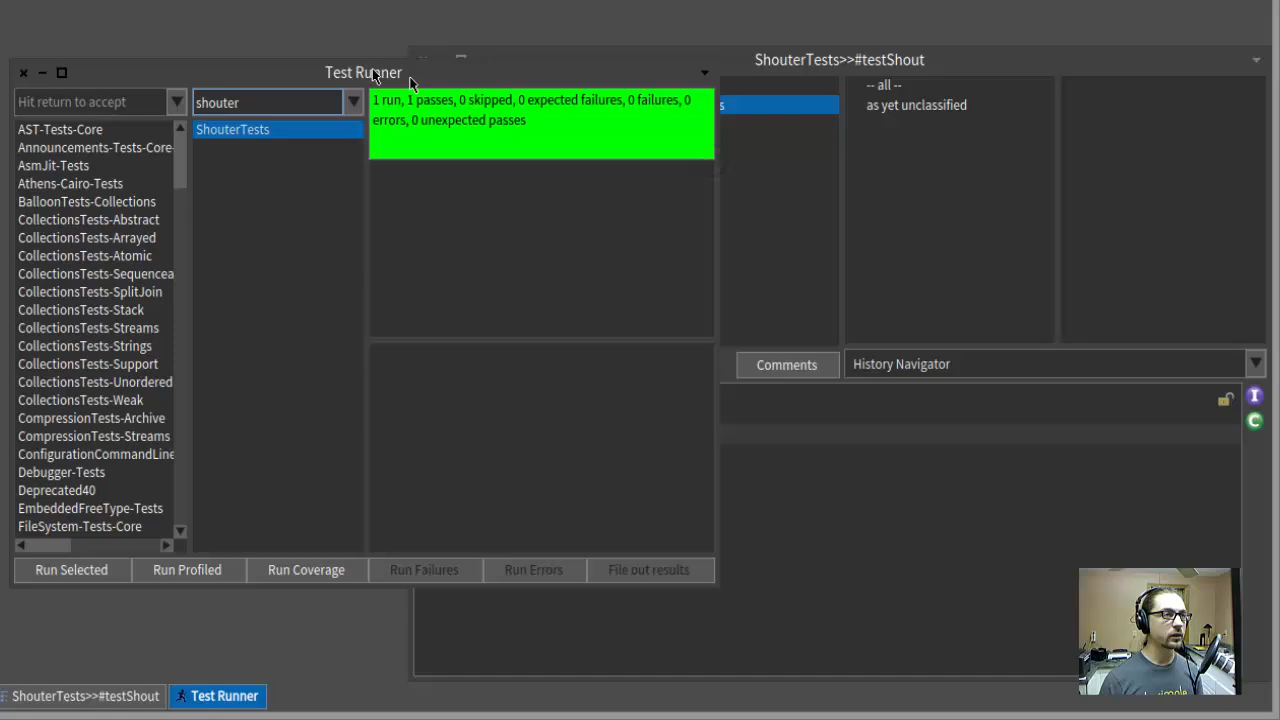 ShouterTests>>#testShout
Test Runner
Hit return to accept
shouter
1 run, 1 passes, 0 skipped, 0 expected failures, 0 failures, 0
errors, 0 unexpected passes
-- all --
s
as yet unclassified
AST-Tests-Core
ShouterTests
Announcements-Tests-Core-
AsmJit-Tests
Athens-Cairo-Tests
BalloonTests-Collections
CollectionsTests-Abstract
CollectionsTests-Arrayed
CollectionsTests-Atomic
CollectionsTests-Sequencea
CollectionsTests-SplitJoin
CollectionsTests-Stack
CollectionsTests-Streams
CollectionsTests-Strings
CollectionsTests-Support
CollectionsTests-Unordered
CollectionsTests-Weak
CompressionTests-Archive
CompressionTests-Streams
ConfigurationCommandLine
Debugger-Tests
Deprecated40
EmbeddedFreeType-Tests
FileSystem-Tests-Core
Comments
History Navigator
I
C
Run Selected
Run Profiled
Run Coverage
Run Failures
Run Errors
File out results
ShouterTests>>#testShout
Test Runner